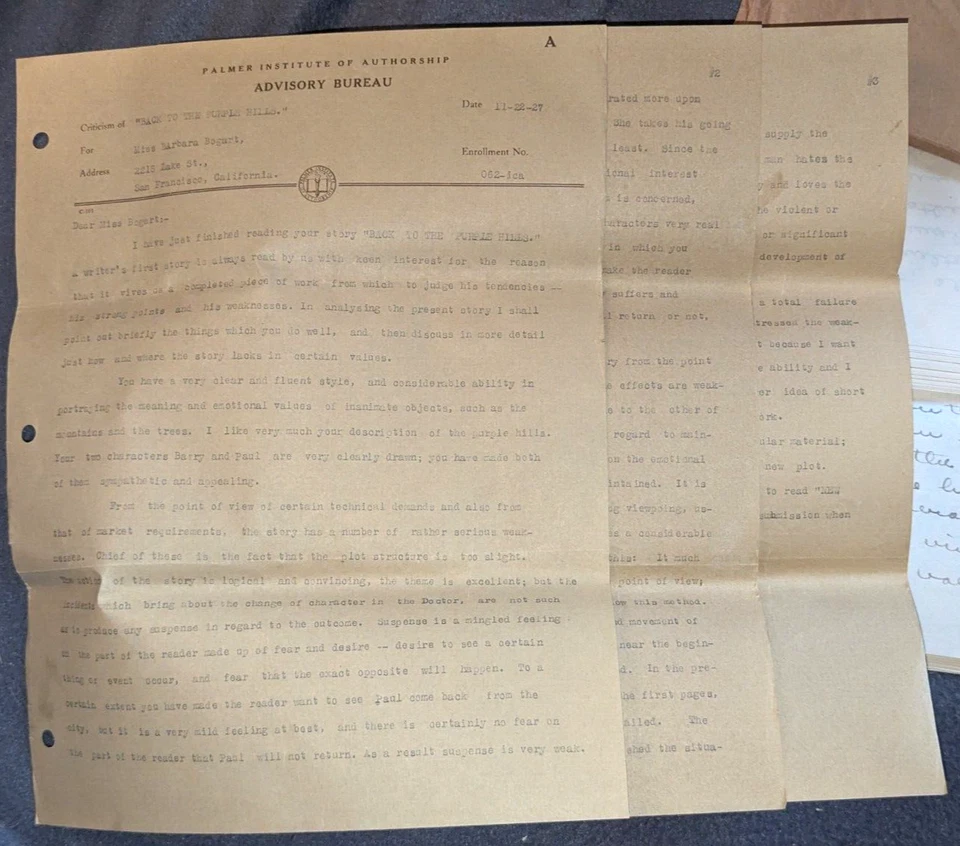 A
PALMER INSTITUTE OF AUTHORSHIP
ADVISORY BUREAU
Criticism of "BACK TO THE PURPLE HILLS."
Date 11-22-27
For Miss Barbara Bogart,
Enrollment No.
Address 2215 Lake St.,
062-1ca
San Francisco, California.
Dear Miss Bogart:-
I have just finished reading your story "BACK TO THE PURPLE HILLS."
A writer's first story is always read by us with keen interest for the reason
that it gives us a completed piece of work from which to judge his tendencies --
his strong points and his weaknesses. In analysing the present story I shall
point out briefly the things which you do well, and then discuss in more detail
just how and where the story lacks in certain values.
You have a very clear and fluent style, and considerable ability in
portraying the meaning and emotional values of inanimate objects, such as the
mountains and the trees. I like very much your description of the purple hills.
Your two characters Barry and Paul are very clearly drawn; you have made both
of them sympathetic and appealing.
From the point of view of certain technical demands and also from
that of market requirements, the story has a number of rather serious weak-
nesses. Chief of these is the fact that the plot structure is too slight.
The of the story is logical and convincing, the theme is excellent; but the
incidents which bring about the change of character in the Doctor, are not such
as to produce any suspense in regard to the outcome. Suspense is a mingled feeling
on the part of the reader made up of fear and desire -- desire to see a certain
thing or event occur, and fear that the exact opposite will happen. To a
certain extent you have made the reader want to see Paul come back from the
city, but it is a very mild feeling at best, and there is certainly no fear on
the part of the reader that Paul will not return. As a result suspense is very weak.
#2
rated more upon
She takes his going
least. Since the
ional interest
s is concerned,
aracters very real
in which you
make the reader
y suffers and
l return or not.
ry from the point
e effects are weak-
e to the other of
regard to main-
on the emotional
intained. It is
g viewpoing, us-
s a considerable
this: It much
point of view,
be this method.
d movement of
near the begin-
d. In the pre-
he first pages,
ailed. The
shed the situa-
#3
supply the
man hates the
y and loves the
he violent or
or significant
development of
a total failure
tressed the weak-
t because I want
e ability and I
er idea of short
ork.
ular material;
new plot.
to read "NEW
submission when